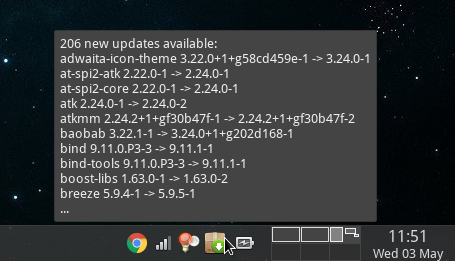 206 new updates available:
adwaita-icon-theme 3.22.0+1+g58cd459e-1 -> 3.24.0-1
at-spi2-atk 2.22.0-1 -> 2.24.0-1
at-spi2-core 2.22.0-1 -> 2.24.0-1
atk 2.24.0-1 -> 2.24.0-2
atkmm 2.24.2+1+gf30b47f-1 -> 2.24.2+1+gf30b47f-2
baobab 3.22.1-1 -> 3.24.0+1+g202d168-1
bind 9.11.0.P3-3 -> 9.11.1-1
bind-tools 9.11.0.P3-3 -> 9.11.1-1
boost-libs 1.63.0-1 -> 1.63.0-2
breeze 5.9.4-1 -> 5.9.5-1
...
11:51
Wed 03 May